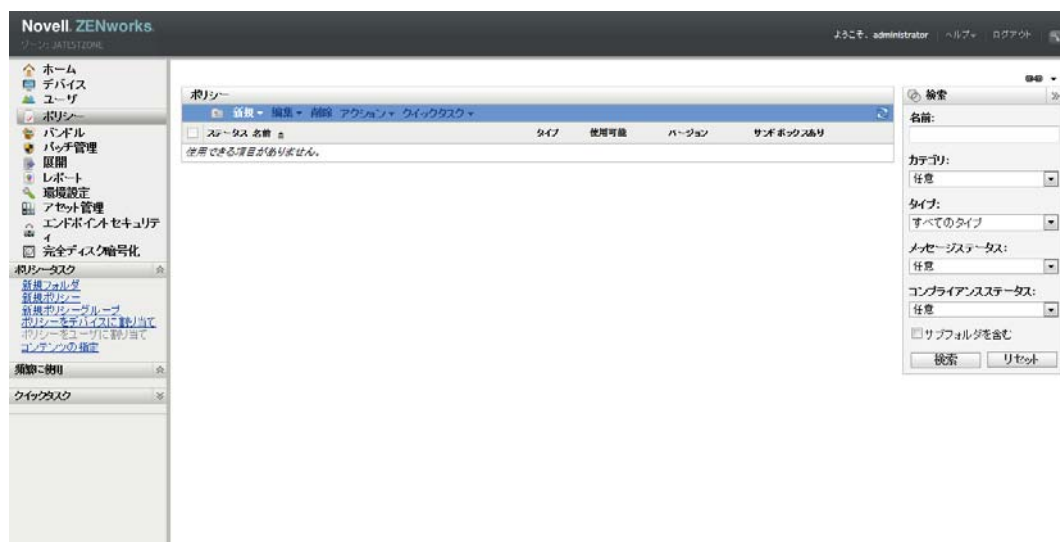 Novell. ZENworks.
ゾーン: JATESTZONE
ようこそ、administrator
ヘルプ
ログアウト
ホーム
デバイス
ユーザ
ポリシー
バンドル
パッチ管理
展開
レポート
環境設定
アセット管理
エンドポイントセキュリティ
完全ディスク暗号化
ポリシータスク
新規フォルダ
新規ポリシー
新規ポリシーグループ
ポリシーをデバイスに割り当て
ポリシーをユーザに割り当て
コンテンツの指定
頻繁に使用
クイックタスク
ポリシー
新規 編集 削除 アクション クイックタスク
ステータス 名前 タイプ 使用可能 バージョン サンドボックスあり
使用できる項目がありません。
検索
名前:
カテゴリ:
任意
タイプ:
すべてのタイプ
メッセージステータス:
任意
コンプライアンスステータス:
任意
サブフォルダを含む
検索 リセット